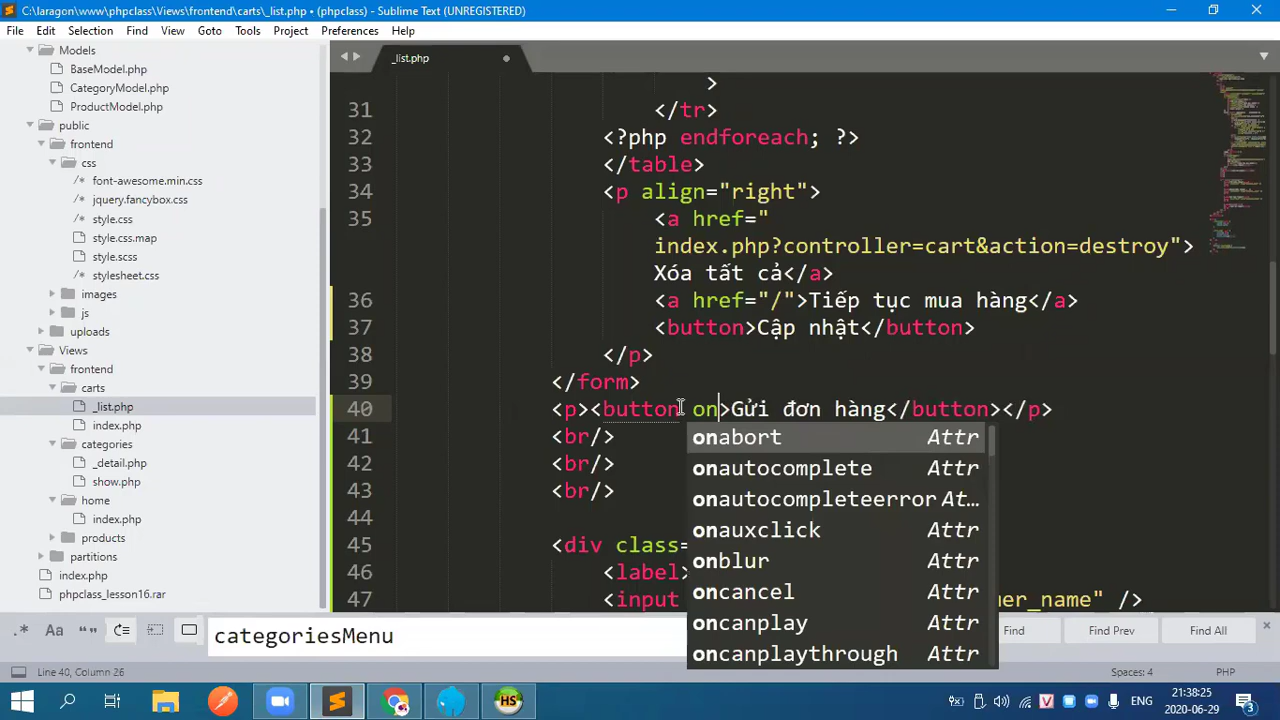 C:\laragon\www\phpclass\Views\frontend\carts\_list.php • (phpclass) - Sublime Text (UNREGISTERED)
File Edit Selection Find View Goto Tools Project Preferences Help
Models
BaseModel.php
CategoryModel.php
ProductModel.php
public
frontend
css
/* font-awesome.min.css
/* jquery.fancybox.css
/* style.css
/* style.css.map
/* style.scss
/* stylesheet.css
images
js
uploads
Views
frontend
carts
_list.php
categories
_detail.php
show.php
home
index.php
products
partitions
index.php
phpclass_lesson16.rar
_list.php
>
31 </tr>
32 <?php endforeach; ?>
33 </table>
34 <p align="right">
35 <a href="
index.php?controller=cart&action=destroy">
Xóa tất cả</a>
36 <a href="/">Tiếp tục mua hàng</a>
37 <button>Cập nhật</button>
38 </p>
39 </form>
40 <p><button on>Gửi đơn hàng</button></p>
41 <br/>
42 <br/>
43 <br/>
44
45 <div class=
46 <label>
47 <input er_name" />
onabort Attr
onautocomplete Attr
onautocompleteerror At…
onauxclick Attr
onblur Attr
oncancel Attr
oncanplay Attr
oncanplaythrough Attr
.* Aa “” categoriesMenu Find Find Prev Find All
Line 40, Column 26 Spaces: 4 PHP
HS V ENG 21:38:25
2020-06-29 3